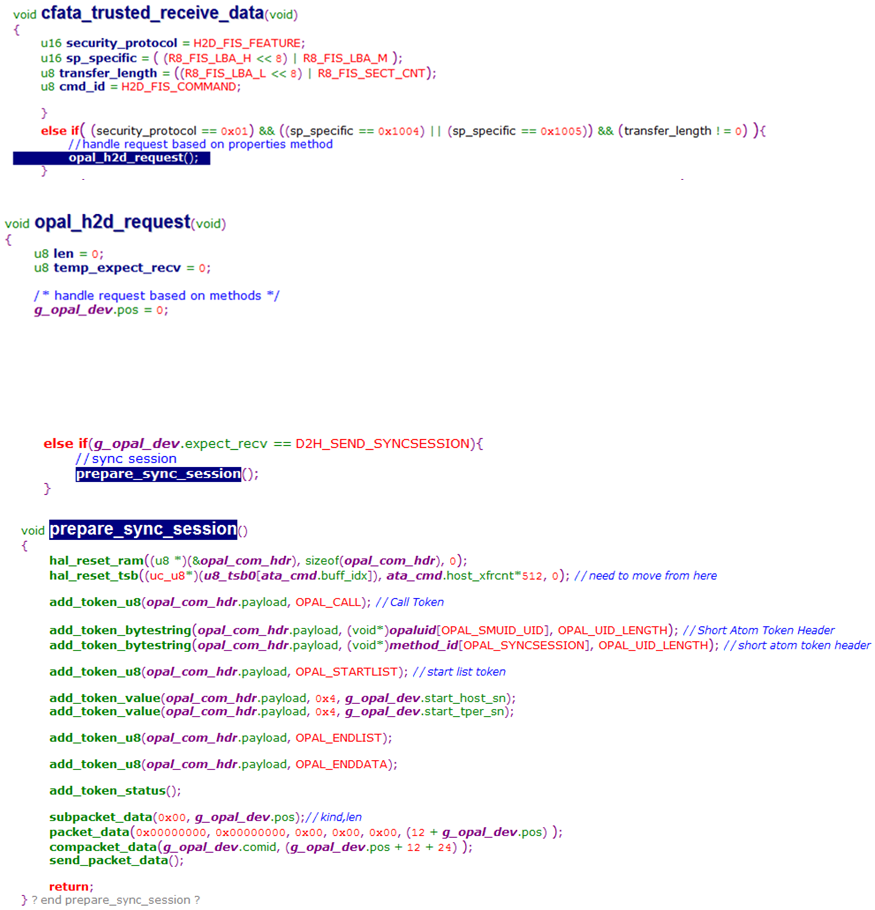 void cfata_trusted_receive_data(void)
{
u16 security_protocol = H2D_FIS_FEATURE;
u16 sp_specific = ( (R8_FIS_LBA_H << 8) | R8_FIS_LBA_M );
u8 transfer_length = ((R8_FIS_LBA_L << 8) | R8_FIS_SECT_CNT);
u8 cmd_id = H2D_FIS_COMMAND;
}
else if( (security_protocol == 0x01) && ((sp_specific == 0x1004) || (sp_specific == 0x1005)) && (transfer_length ! = 0) ){
//handle request based on properties method
opal_h2d_request();
}
void opal_h2d_request(void)
{
u8 len = 0;
u8 temp_expect_recv = 0;
/* handle request based on methods */
g_opal_dev.pos = 0;
else if(g_opal_dev.expect_recv == D2H_SEND_SYNCSESSION){
//sync session
prepare_sync_session();
}
void prepare_sync_session()
{
hal_reset_ram((u8 *)(&opal_com_hdr), sizeof(opal_com_hdr), 0);
hal_reset_tsb((uc_u8*)(u8_tsb0[ata_cmd.buff_idx]), ata_cmd.host_xfrcnt*512, 0); //need to move from here
add_token_u8(opal_com_hdr.payload, OPAL_CALL); //Call Token
add_token_bytestring(opal_com_hdr.payload, (void*)opaluid[OPAL_SMUID_UID], OPAL_UID_LENGTH); //Short Atom Token Header
add_token_bytestring(opal_com_hdr.payload, (void*)method_id[OPAL_SYNCSESSION], OPAL_UID_LENGTH); //short atom token header
add_token_u8(opal_com_hdr.payload, OPAL_STARTLIST); //start list token
add_token_value(opal_com_hdr.payload, 0x4, g_opal_dev.start_host_sn);
add_token_value(opal_com_hdr.payload, 0x4, g_opal_dev.start_tper_sn);
add_token_u8(opal_com_hdr.payload, OPAL_ENDLIST);
add_token_u8(opal_com_hdr.payload, OPAL_ENDDATA);
add_token_status();
subpacket_data(0x00, g_opal_dev.pos);//kind,len
packet_data(0x00000000, 0x00000000, 0x00, 0x00, 0x00, (12 + g_opal_dev.pos) );
compacket_data(g_opal_dev.comid, (g_opal_dev.pos + 12 + 24) );
send_packet_data();
return;
} ? end prepare_sync_session ?